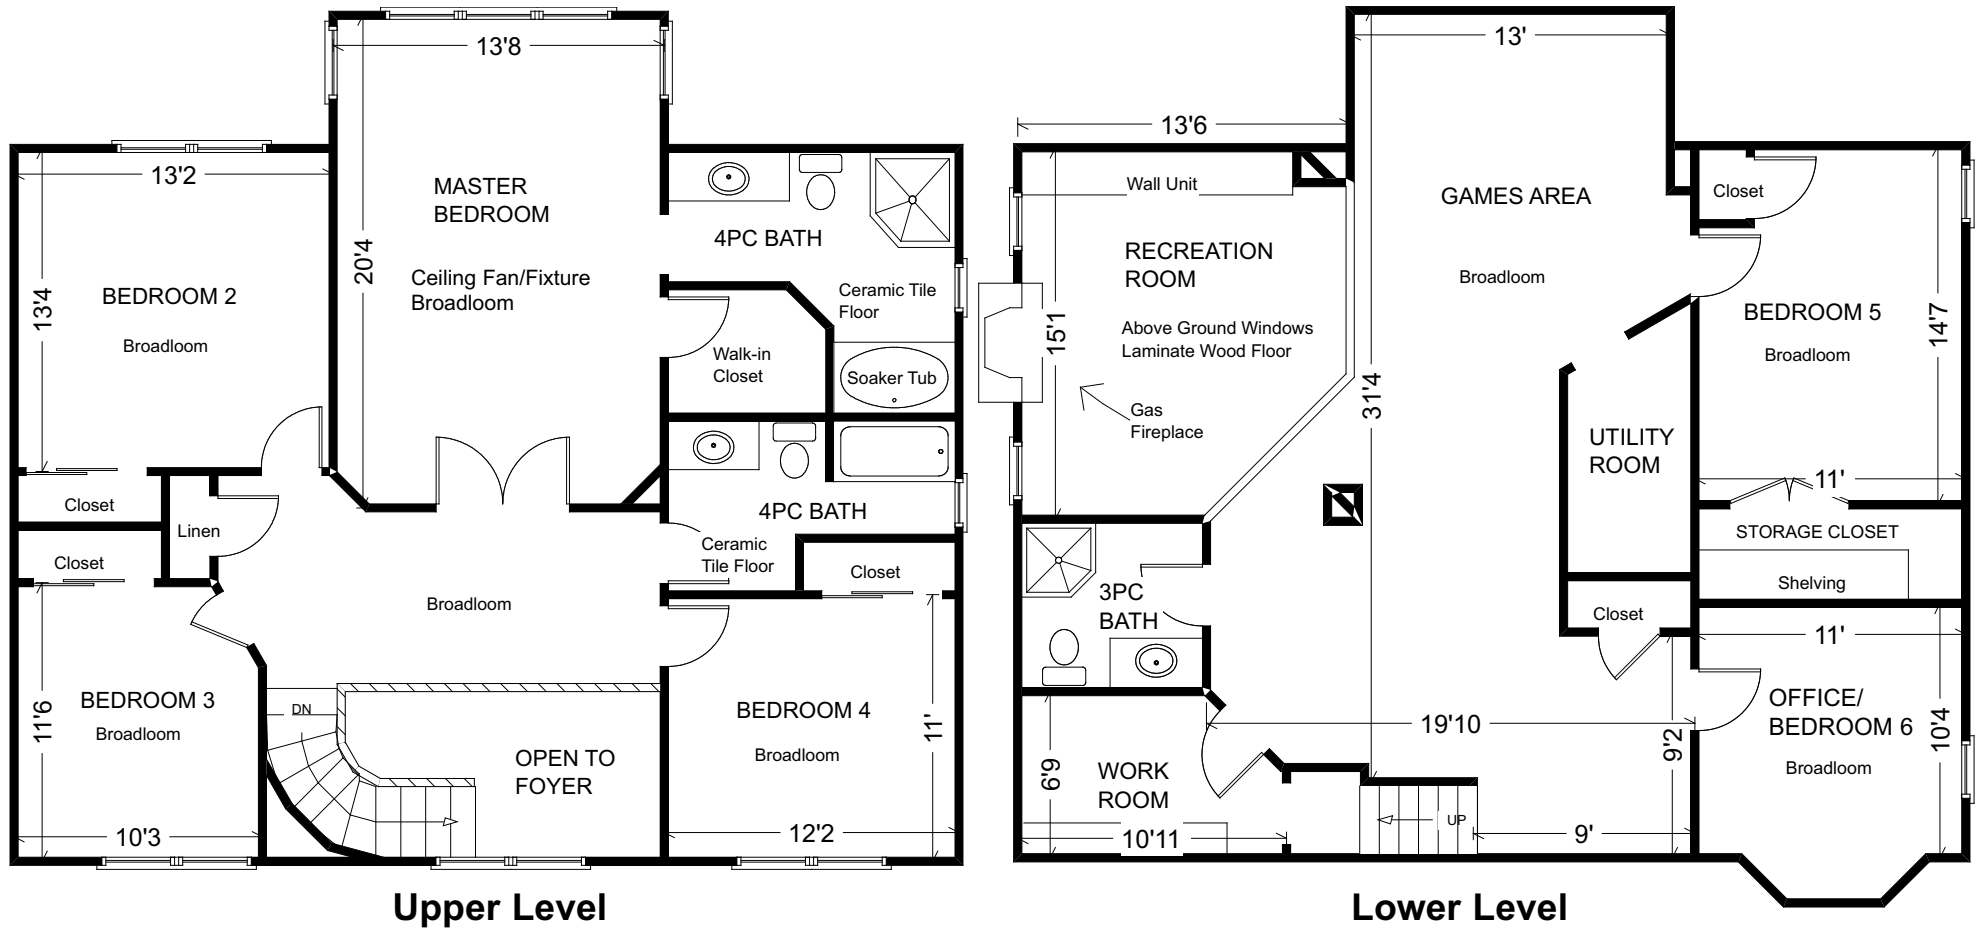 13'8
13'2
MASTER
BEDROOM
20'4
Ceiling Fan/Fixture
Broadloom
4PC BATH
Ceramic Tile
Floor
13'4
BEDROOM 2
Broadloom
Walk-in
Closet
Soaker Tub
Closet
Linen
4PC BATH
Ceramic
Tile Floor
Closet
Closet
Broadloom
11'6
BEDROOM 3
Broadloom
DN
OPEN TO
FOYER
BEDROOM 4
Broadloom
11'
10'3
12'2
Upper Level
13'
13'6
Wall Unit
GAMES AREA
Broadloom
Closet
RECREATION
ROOM
Above Ground Windows
Laminate Wood Floor
15'1
Gas
Fireplace
31'4
BEDROOM 5
Broadloom
14'7
UTILITY
ROOM
11'
STORAGE CLOSET
Shelving
3PC
BATH
Closet
11'
OFFICE/
BEDROOM 6
Broadloom
10'4
19'10
9'2
6'9
WORK
ROOM
10'11
UP
9'
Lower Level